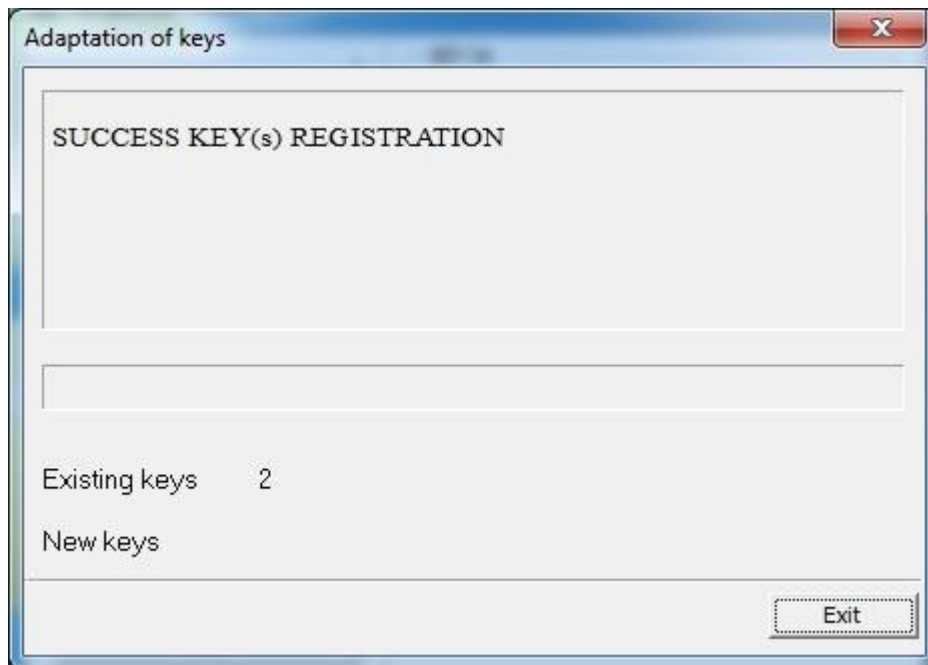 Adaptation of keys
SUCCESS KEY(s) REGISTRATION
Existing keys 2
New keys
Exit